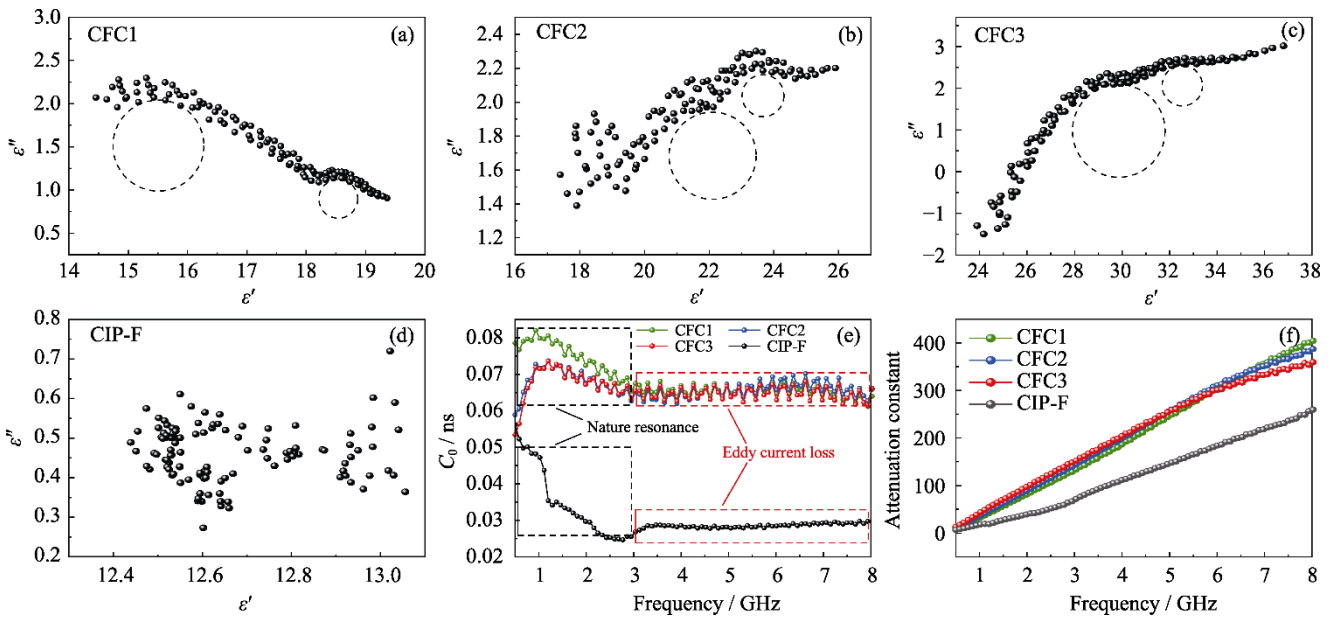 CFC1
(a)
3.0
2.5
2.0
1.5
1.0
0.5
ε″
14 15 16 17 18 19 20
ε′
CFC2
(b)
2.4
2.2
2.0
1.8
1.6
1.4
1.2
ε″
16 18 20 22 24 26
ε′
CFC3
(c)
3
2
1
0
−1
−2
ε″
24 26 28 30 32 34 36 38
ε′
CIP-F
(d)
0.8
0.7
0.6
0.5
0.4
0.3
0.2
ε″
12.4 12.6 12.8 13.0
ε′
(e)
CFC1 CFC2
CFC3 CIP-F
0.08
0.07
0.06
0.05
0.04
0.03
0.02
C₀ / ns
Nature resonance
Eddy current loss
1 2 3 4 5 6 7 8
Frequency / GHz
(f)
CFC1
CFC2
CFC3
CIP-F
400
300
200
100
0
Attenuation constant
1 2 3 4 5 6 7 8
Frequency / GHz